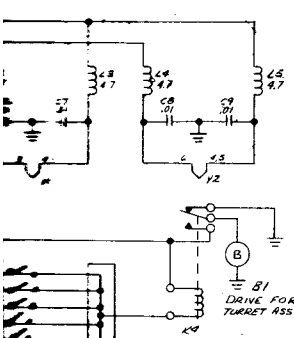 L3
4.7
L4
4.7
L5
4.7
C7
C8
.01
C9
.01
6
4,5
Y2
B
B1
DRIVE FOR
TURRET ASS
K4